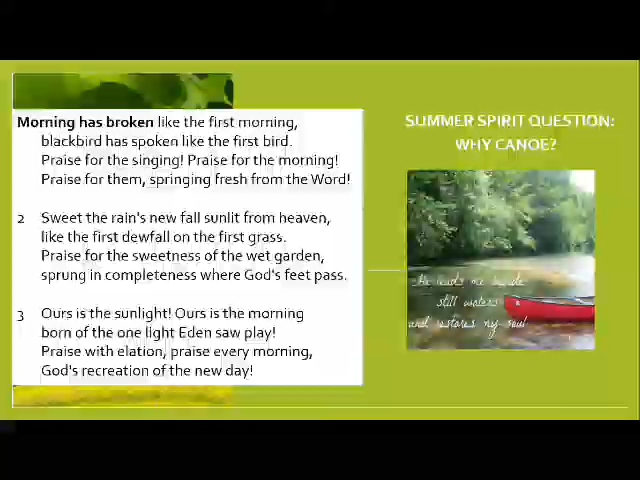 Morning has broken like the first morning,
blackbird has spoken like the first bird.
Praise for the singing! Praise for the morning!
Praise for them, springing fresh from the Word!
2 Sweet the rain's new fall sunlit from heaven,
like the first dewfall on the first grass.
Praise for the sweetness of the wet garden,
sprung in completeness where God's feet pass.
3 Ours is the sunlight! Ours is the morning
born of the one light Eden saw play!
Praise with elation, praise every morning,
God's recreation of the new day!
SUMMER SPIRIT QUESTION:
WHY CANOE?
He leads me beside
still waters
and restores my soul